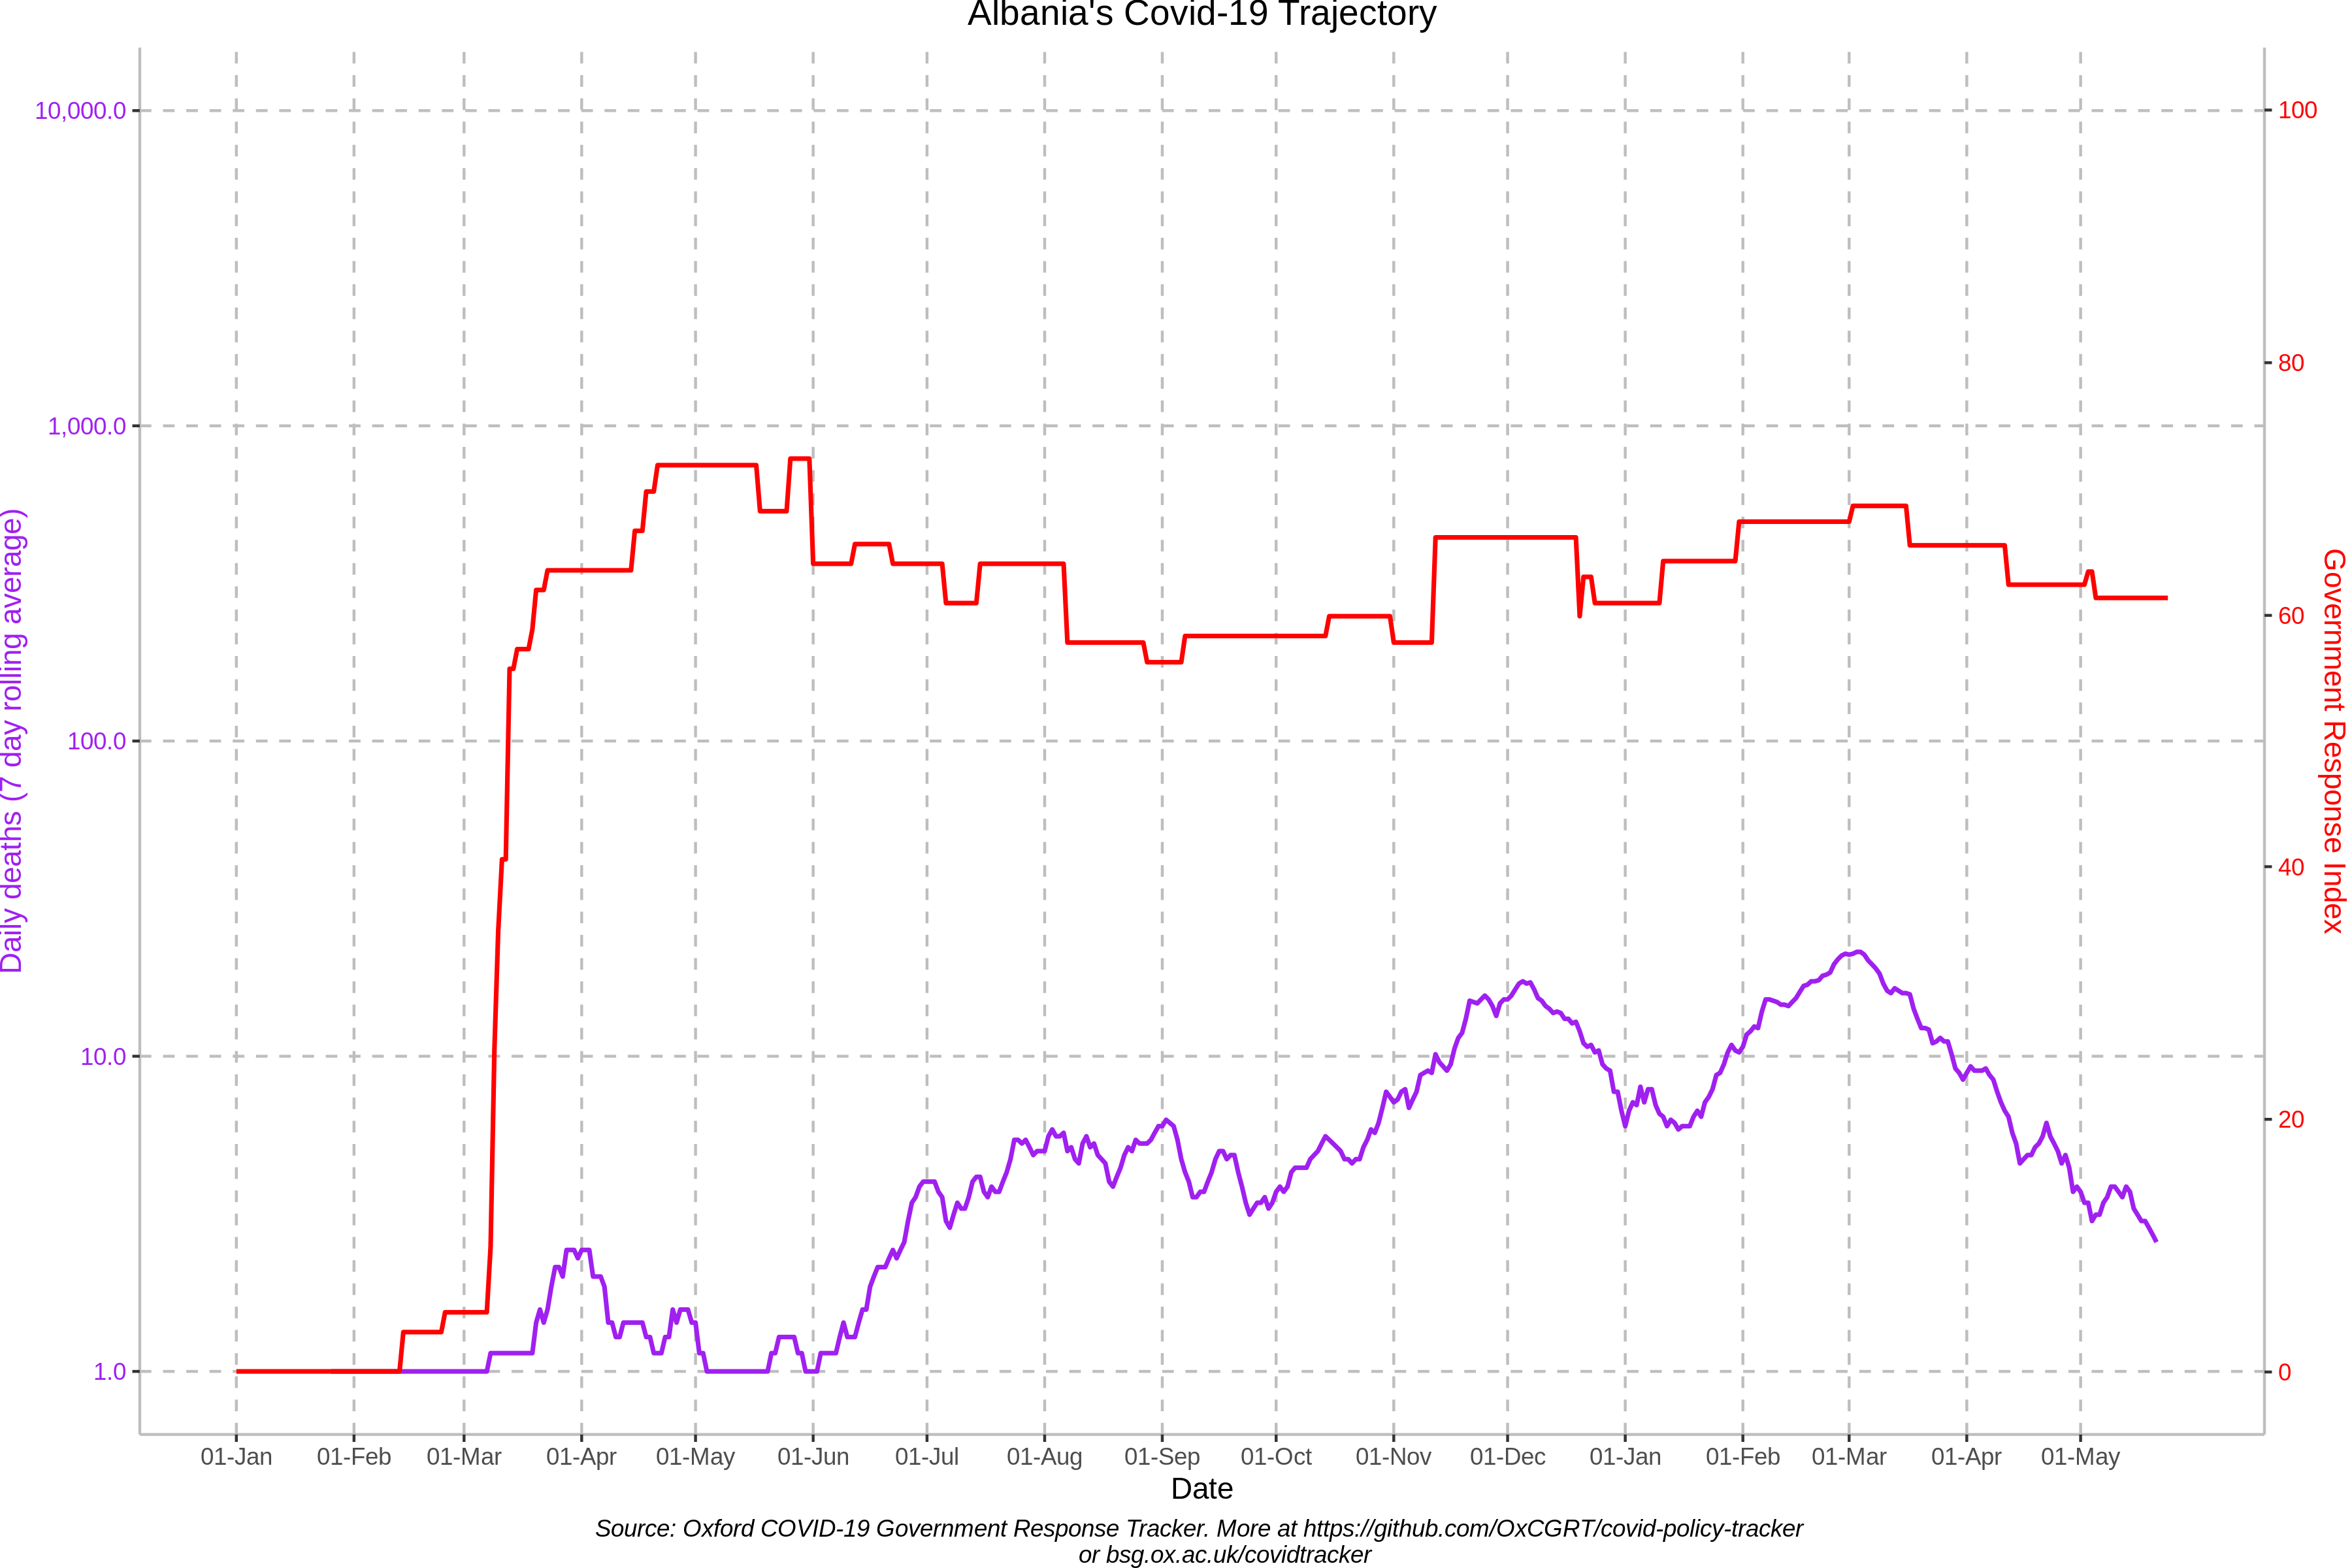 Albania's Covid-19 Trajectory
10,000.0
1,000.0
100.0
10.0
1.0
Daily deaths (7 day rolling average)
100
80
60
40
20
0
Government Response Index
01-Jan 01-Feb 01-Mar 01-Apr 01-May 01-Jun 01-Jul 01-Aug 01-Sep 01-Oct 01-Nov 01-Dec 01-Jan 01-Feb 01-Mar 01-Apr 01-May
Date
Source: Oxford COVID-19 Government Response Tracker. More at https://github.com/OxCGRT/covid-policy-tracker
or bsg.ox.ac.uk/covidtracker